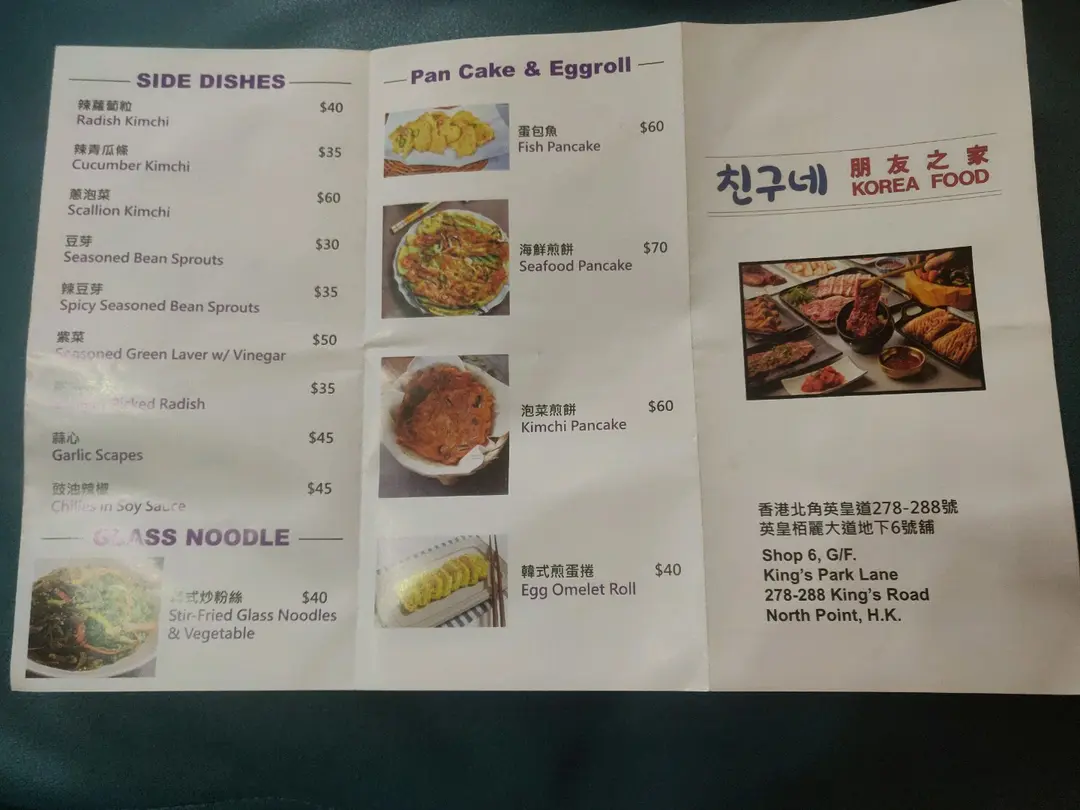 SIDE DISHES
辣蘿蔔粒 $40
Radish Kimchi
辣青瓜條 $35
Cucumber Kimchi
蔥泡菜 $60
Scallion Kimchi
豆芽 $30
Seasoned Bean Sprouts
辣豆芽 $35
Spicy Seasoned Bean Sprouts
紫菜 $50
Seasoned Green Laver w/ Vinegar
$35
Radish
蒜心 $45
Garlic Scapes
豉油辣椒 $45
Chillies in Soy Sauce
GLASS NOODLE
式炒粉絲 $40
Stir-Fried Glass Noodles
& Vegetable
Pan Cake & Eggroll
蛋包魚 $60
Fish Pancake
海鮮煎餅 $70
Seafood Pancake
泡菜煎餅 $60
Kimchi Pancake
韓式煎蛋捲 $40
Egg Omelet Roll
친구네 朋友之家
KOREA FOOD
香港北角英皇道278-288號
英皇栢麗大道地下6號舖
Shop 6, G/F.
King's Park Lane
278-288 King's Road
North Point, H.K.